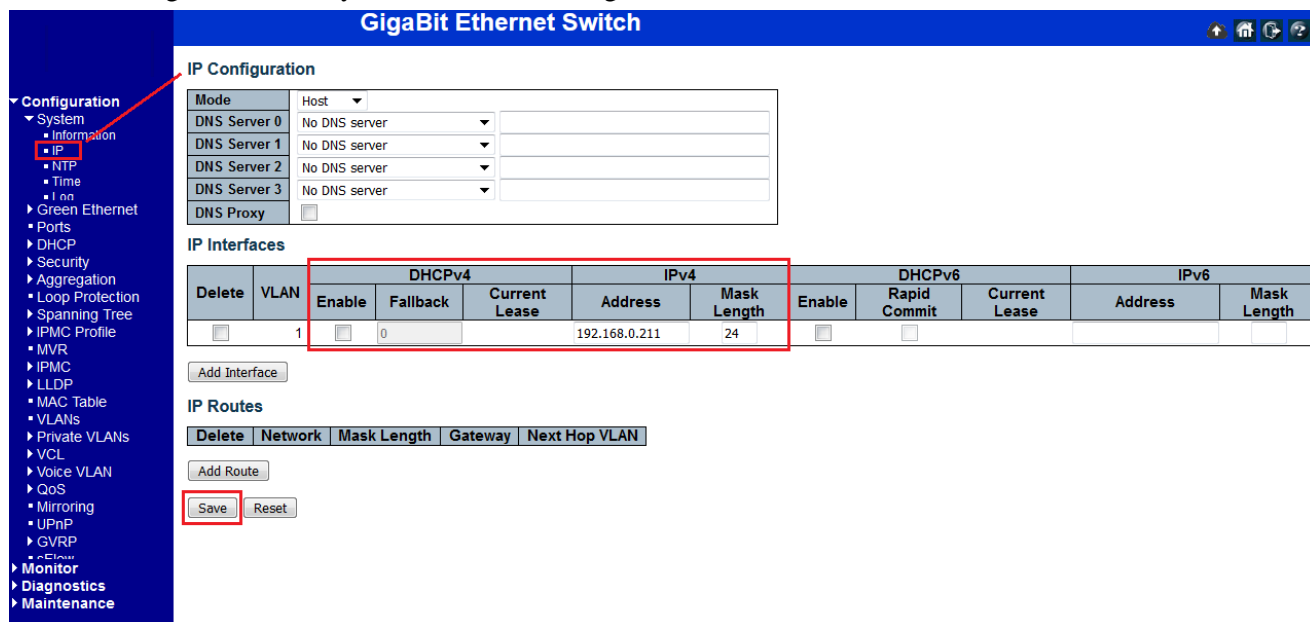 GigaBit Ethernet Switch
Configuration
System
Information
IP
NTP
Time
Log
Green Ethernet
Ports
DHCP
Security
Aggregation
Loop Protection
Spanning Tree
IPMC Profile
MVR
IPMC
LLDP
MAC Table
VLANs
Private VLANs
VCL
Voice VLAN
QoS
Mirroring
UPnP
GVRP
sFlow
Monitor
Diagnostics
Maintenance
IP Configuration
Mode Host
DNS Server 0 No DNS server
DNS Server 1 No DNS server
DNS Server 2 No DNS server
DNS Server 3 No DNS server
DNS Proxy
IP Interfaces
Delete VLAN DHCPv4 IPv4 DHCPv6 IPv6
Enable Fallback Current Lease Address Mask Length Enable Rapid Commit Current Lease Address Mask Length
1 0 192.168.0.211 24
Add Interface
IP Routes
Delete Network Mask Length Gateway Next Hop VLAN
Add Route
Save Reset